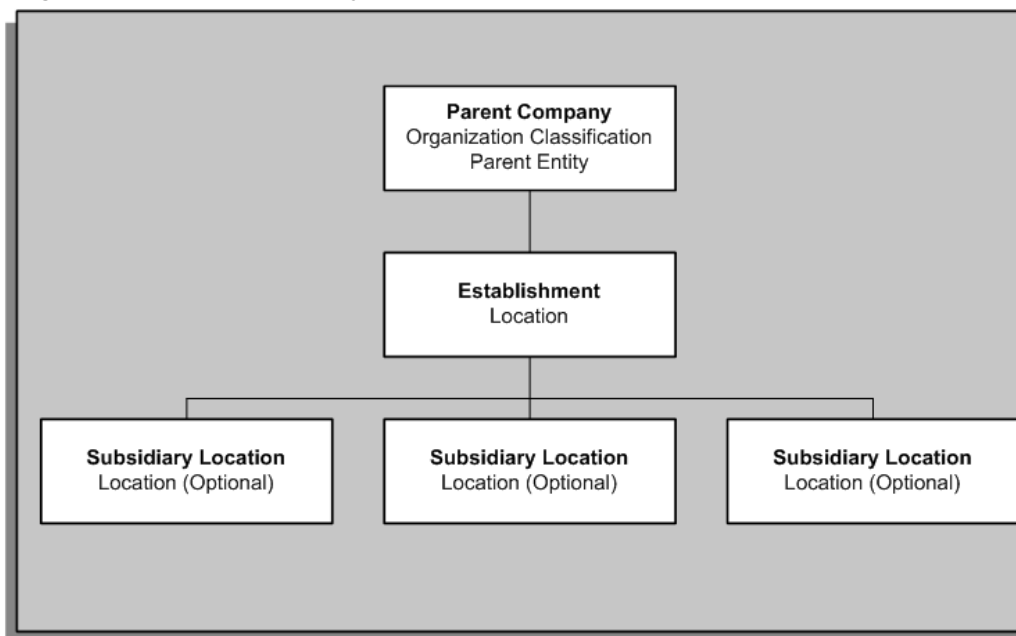 Parent Company
Organization Classification
Parent Entity
Establishment
Location
Subsidiary Location
Location (Optional)
Subsidiary Location
Location (Optional)
Subsidiary Location
Location (Optional)